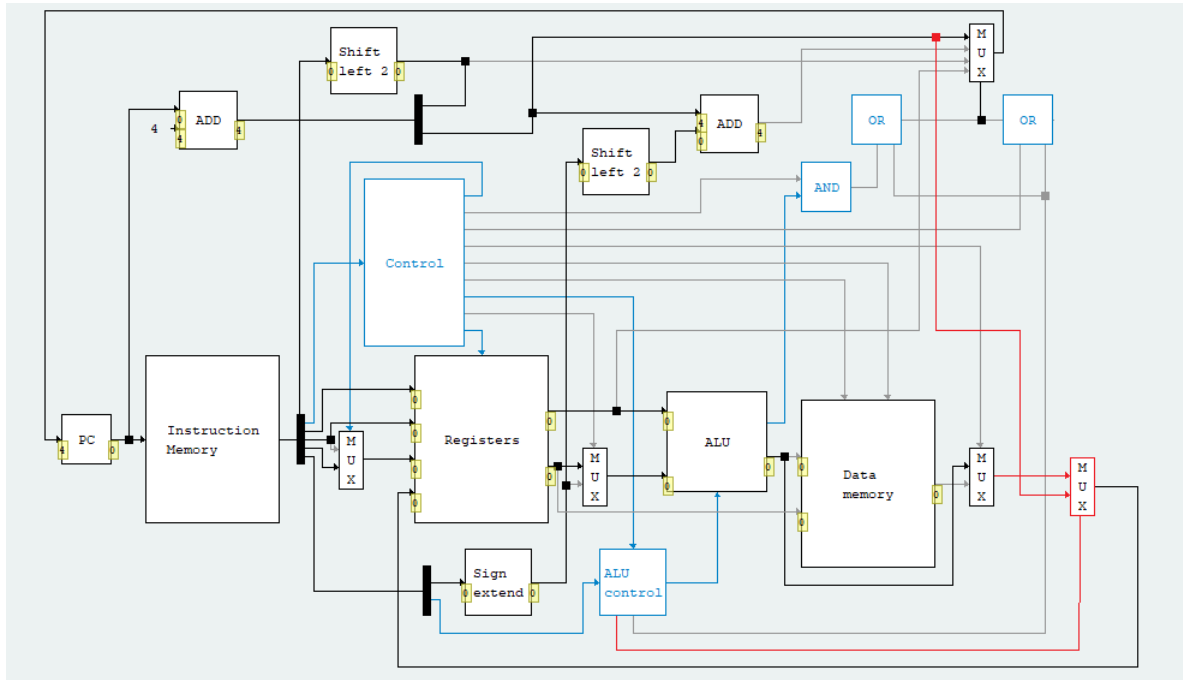 Shift
left 2
0
0
M
U
X
ADD
0
4
4
4
ADD
4
0
4
OR
OR
Shift
left 2
0
0
AND
Control
Instruction
Memory
PC
4
0
M
U
X
Registers
0
0
0
0
0
0
M
U
X
ALU
0
0
0
Data
memory
0
0
0
M
U
X
M
U
X
Sign
extend
0
0
ALU
control